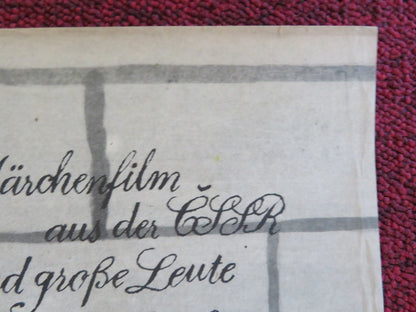 ärchenfilm
aus der ČSSR
d große Leute